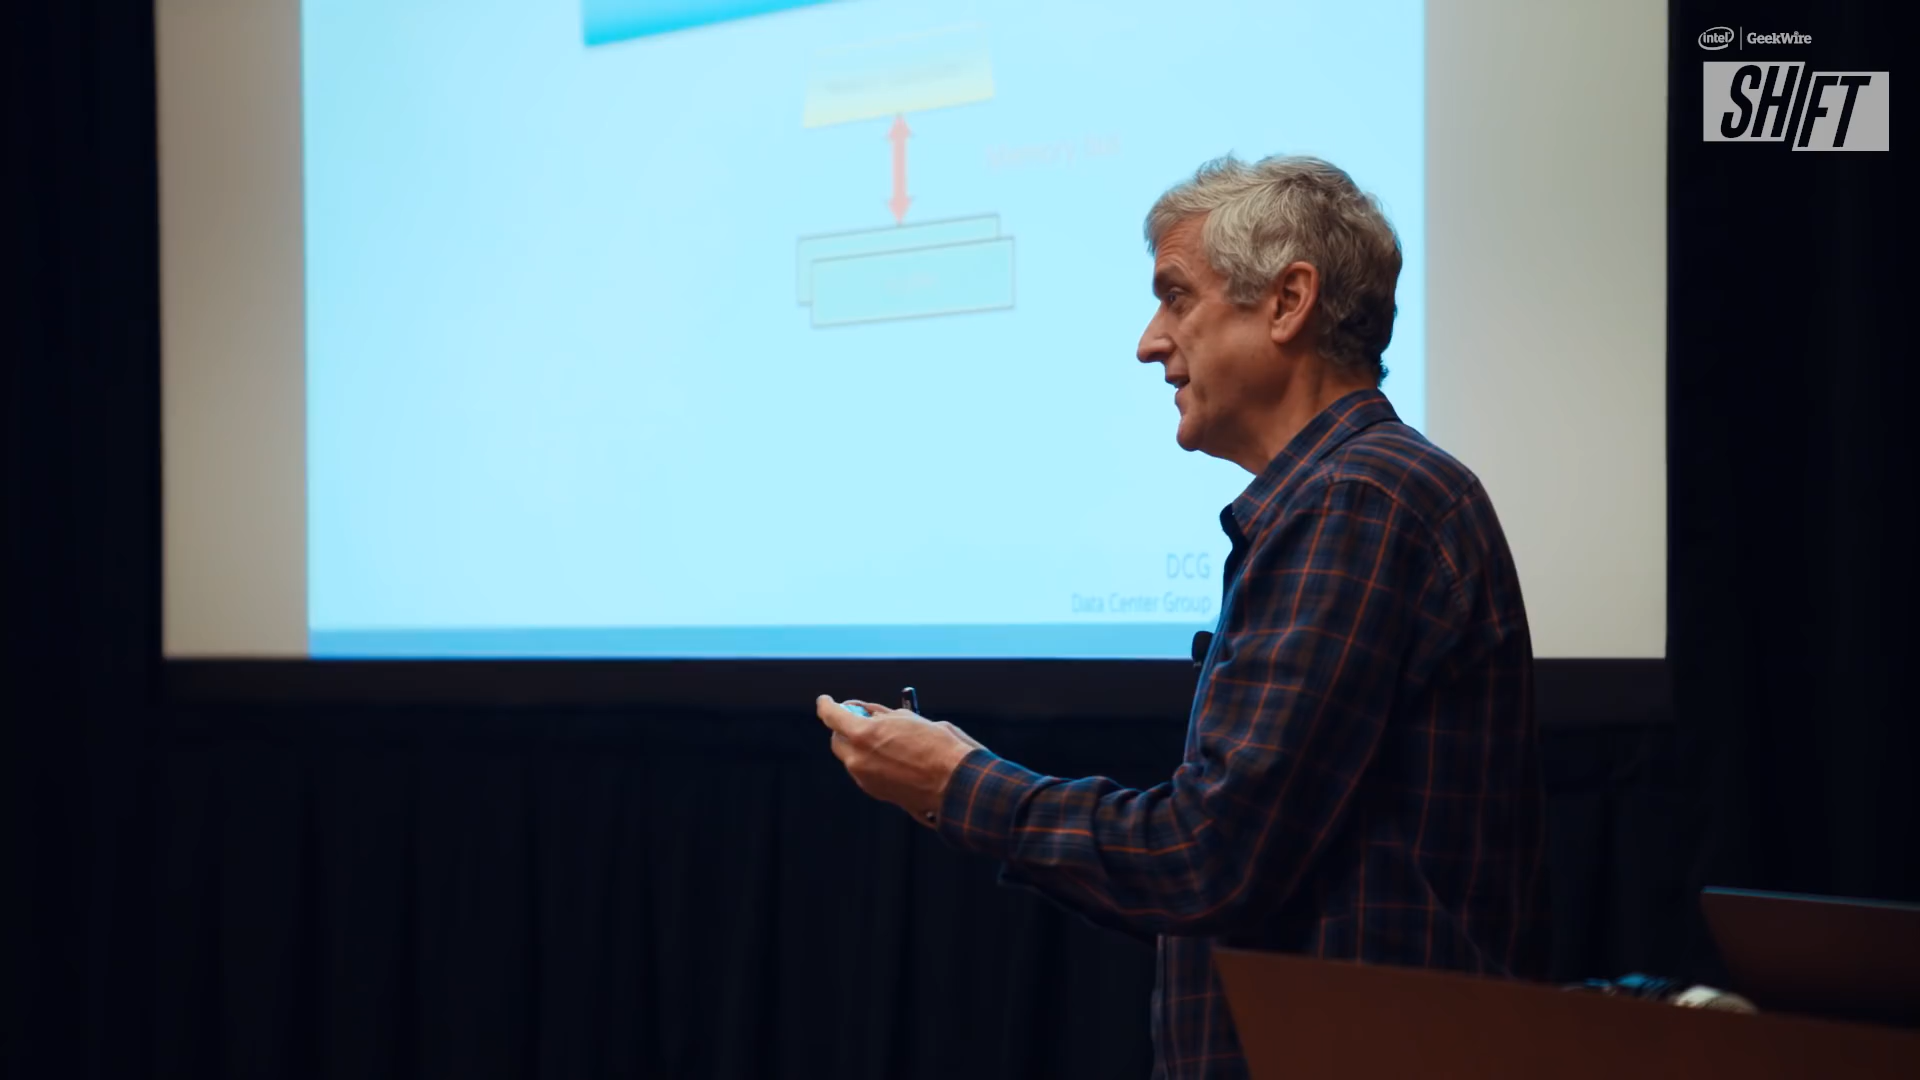 intel | GeekWire
SHIFT
Memory Bus
DCG
Data Center Group